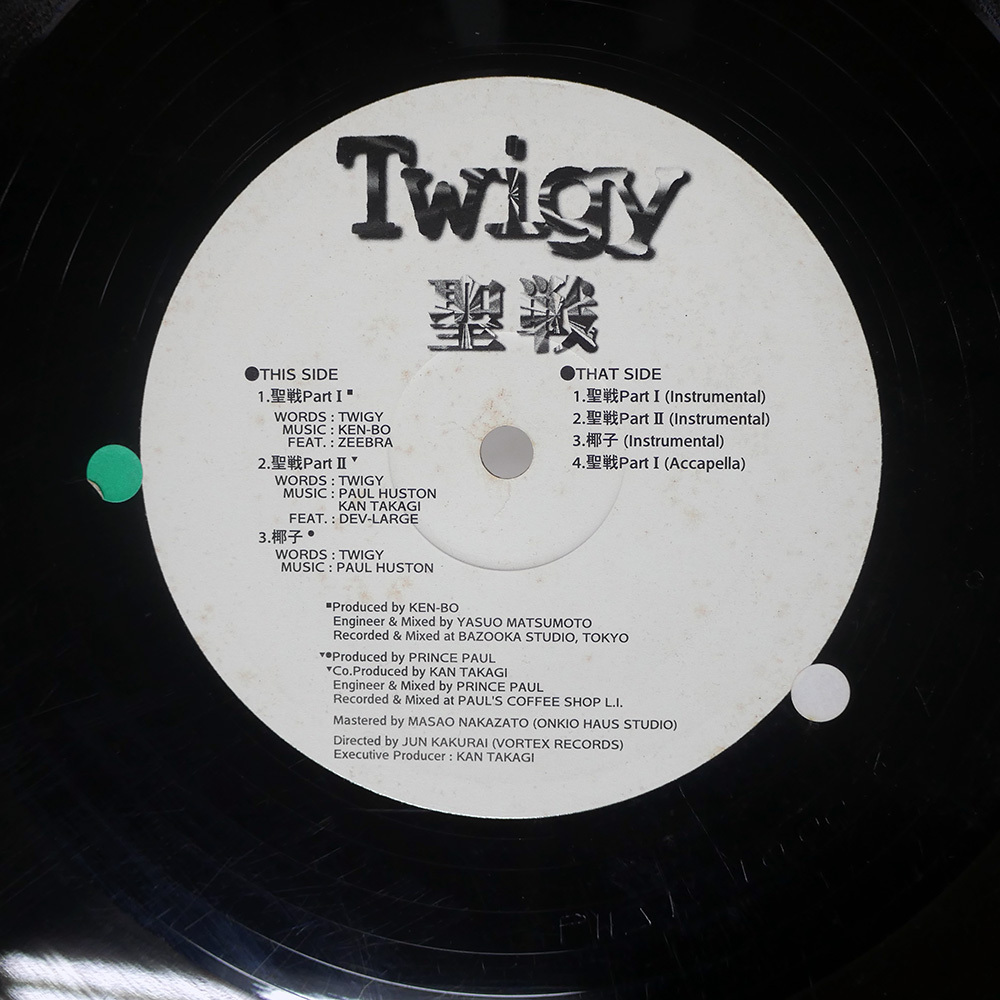 Twigy
聖戦
●THIS SIDE
1.聖戦Part I ■
WORDS : TWIGY
MUSIC : KEN-BO
FEAT. : ZEEBRA
2.聖戦Part II ▼
WORDS : TWIGY
MUSIC : PAUL HUSTON
KAN TAKAGI
FEAT. : DEV-LARGE
3.椰子 ●
WORDS : TWIGY
MUSIC : PAUL HUSTON
●THAT SIDE
1.聖戦Part I (Instrumental)
2.聖戦Part II (Instrumental)
3.椰子 (Instrumental)
4.聖戦Part I (Accapella)
■Produced by KEN-BO
Engineer & Mixed by YASUO MATSUMOTO
Recorded & Mixed at BAZOOKA STUDIO, TOKYO
▼●Produced by PRINCE PAUL
▼Co.Produced by KAN TAKAGI
Engineer & Mixed by PRINCE PAUL
Recorded & Mixed at PAUL'S COFFEE SHOP L.I.
Mastered by MASAO NAKAZATO (ONKIO HAUS STUDIO)
Directed by JUN KAKURAI (VORTEX RECORDS)
Executive Producer : KAN TAKAGI